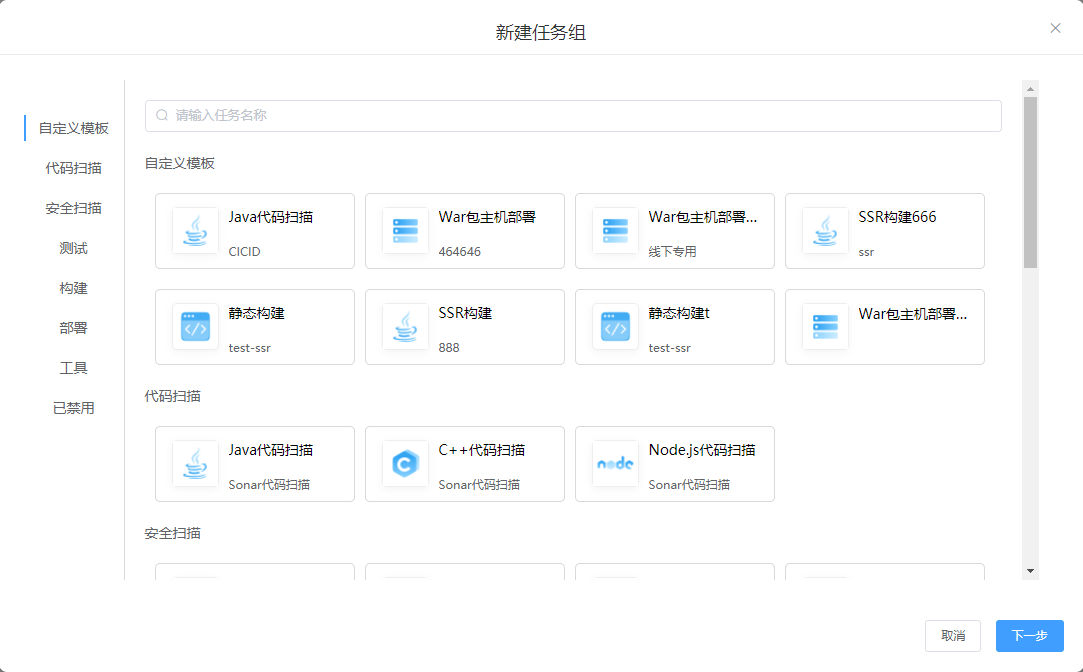 新建任务组
自定义模板
代码扫描
安全扫描
测试
构建
部署
工具
已禁用
请输入任务名称
自定义模板
Java代码扫描
CICID
War包主机部署
464646
War包主机部署...
线下专用
SSR构建666
ssr
静态构建
test-ssr
SSR构建
888
静态构建t
test-ssr
War包主机部署...
代码扫描
Java代码扫描
Sonar代码扫描
C++代码扫描
Sonar代码扫描
node
Node.js代码扫描
Sonar代码扫描
安全扫描
取消
下一步